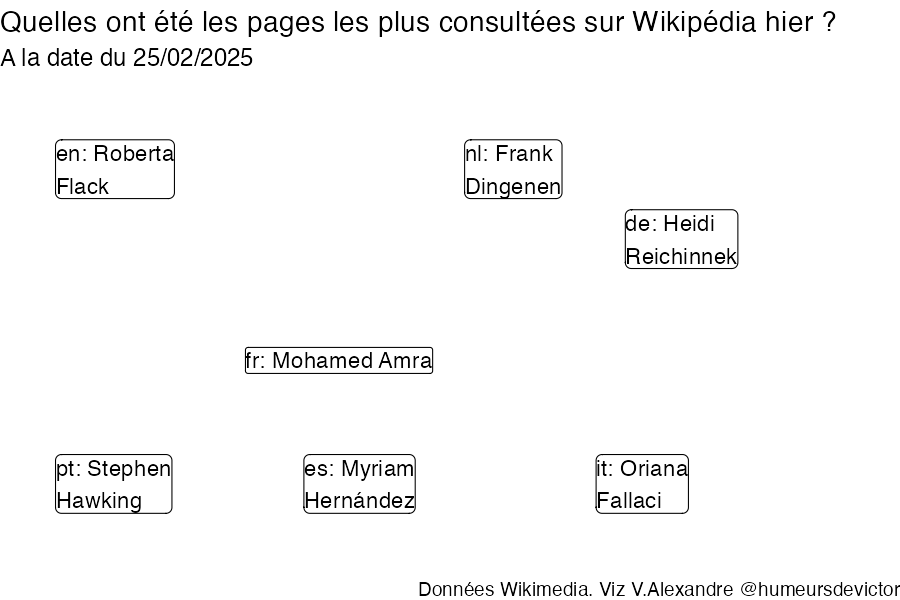 Quelles ont été les pages les plus consultées sur Wikipédia hier ?
A la date du 25/02/2025
en: Roberta
Flack
nl: Frank
Dingenen
de: Heidi
Reichinnek
fr: Mohamed Amra
pt: Stephen
Hawking
es: Myriam
Hernández
it: Oriana
Fallaci
Données Wikimedia. Viz V.Alexandre @humeursdevictor